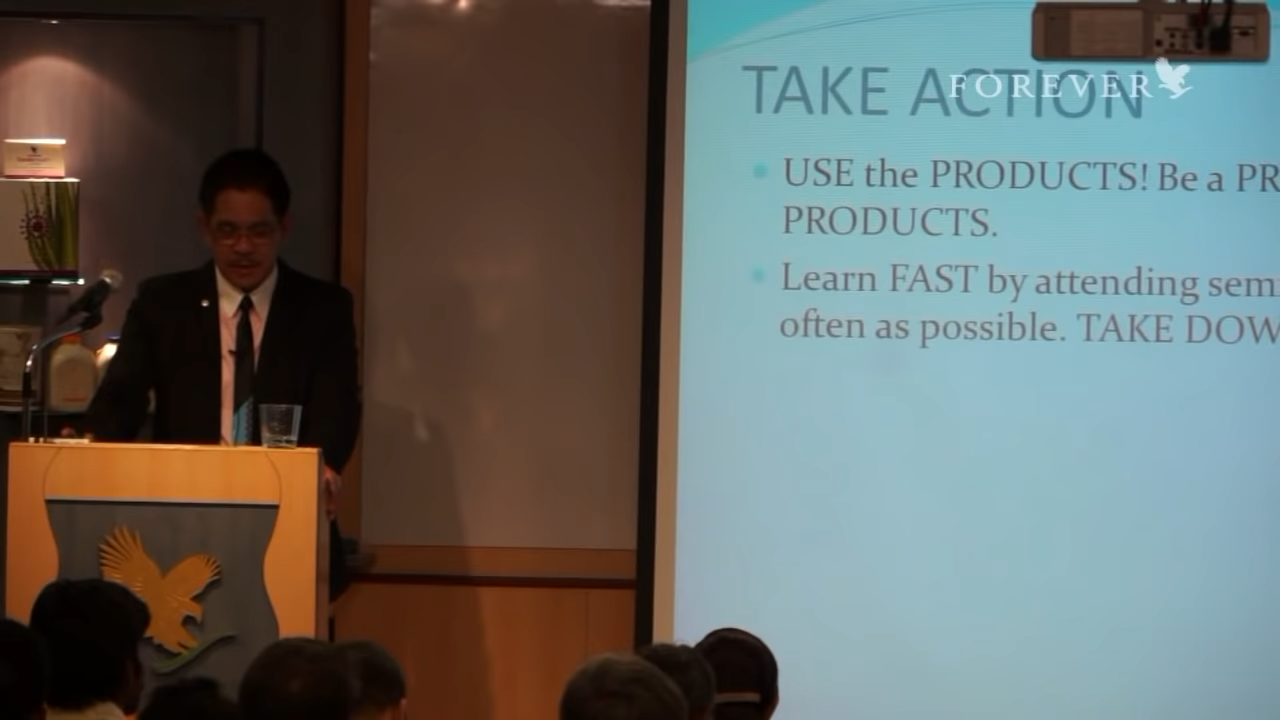 FOREVER
TAKE ACTION
USE the PRODUCTS! Be a PR
PRODUCTS.
Learn FAST by attending sem
often as possible. TAKE DOW